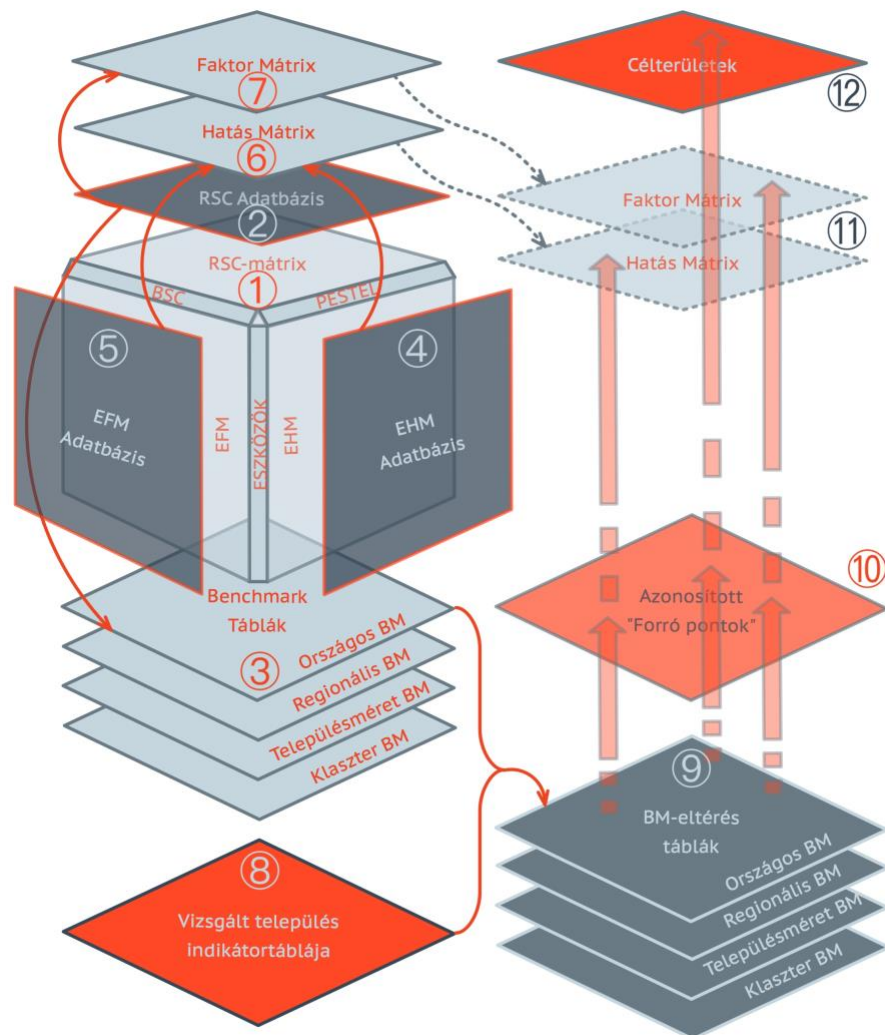 Faktor Mátrix
⑦
Hatás Mátrix
⑥
RSC Adatbázis
②
RSC-mátrix
①
BSC
PESTEL
⑤
EFM
Adatbázis
EFM
ESZKÖZÖK
EHM
④
EHM
Adatbázis
Benchmark
Táblák
③
Országos BM
Regionális BM
Településméret BM
Klaszter BM
⑧
Vizsgált település
indikátortáblája
Célterületek
⑫
Faktor Mátrix
⑪
Hatás Mátrix
⑩
Azonosított
"Forró pontok"
⑨
BM-eltérés
táblák
Országos BM
Regionális BM
Településméret BM
Klaszter BM